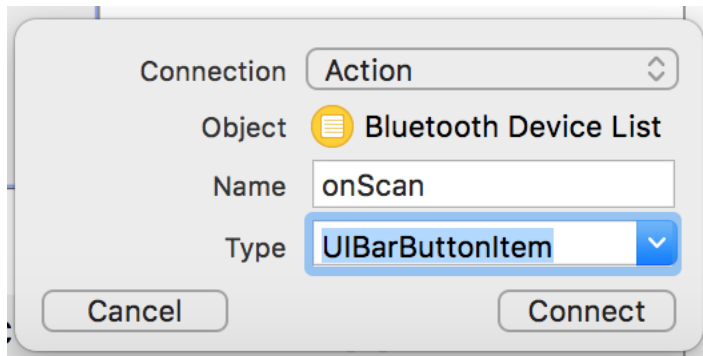 Connection Action
Object Bluetooth Device List
Name onScan
Type UIBarButtonItem
Cancel Connect